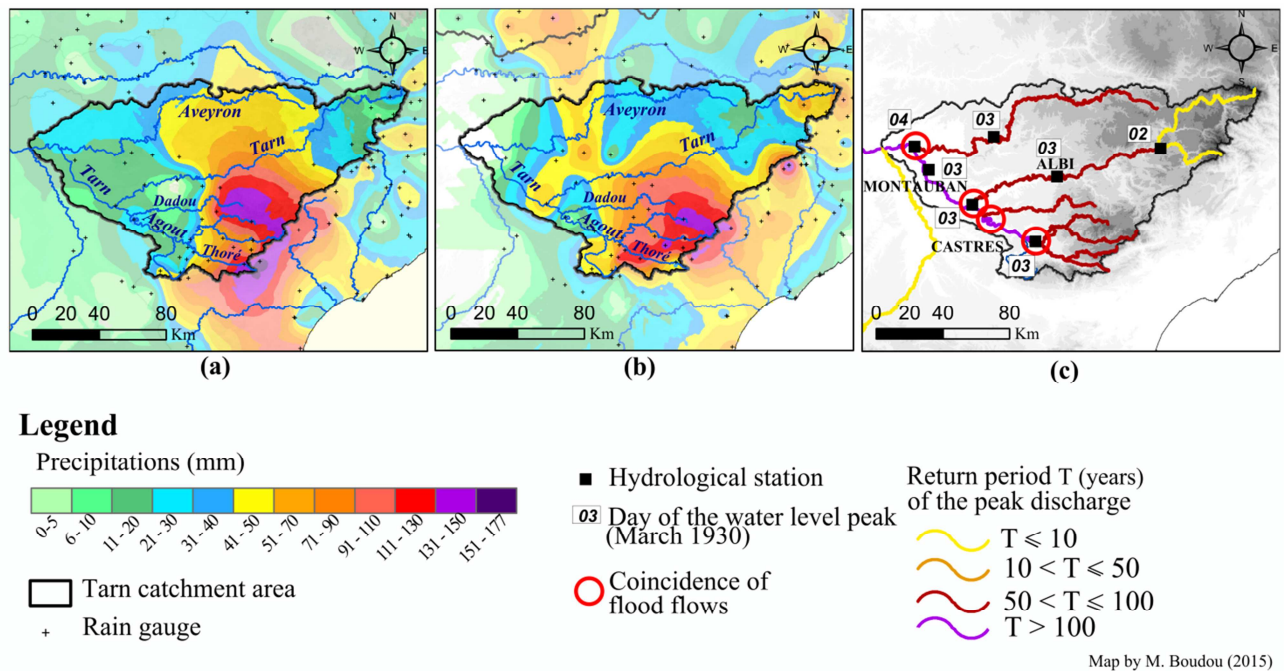 N
W E
Aveyron
Tarn
Tarn
Dadou
Agout
Thoré
0 40 80
Km
(a)
N
W E
Aveyron
Tarn
Tarn
Dadou
Agout
Thoré
0 40 80
Km
(b)
N
W E
S
04
03
02
03
ALBI
03
MONTAUBAN
03
CASTRES
03
0 40 80
Km
(c)
Legend
Precipitations (mm)
0-5 6-10 11-20 21-30 31-40 41-50 51-70 71-90 91-110 111-130 131-150 151-177
Tarn catchment area
Rain gauge
Hydrological station
03 Day of the water level peak
(March 1930)
Coincidence of
flood flows
Return period T (years)
of the peak discharge
T ⩽ 10
10 < T ⩽ 50
50 < T ⩽ 100
T > 100
Map by M. Boudou (2015)